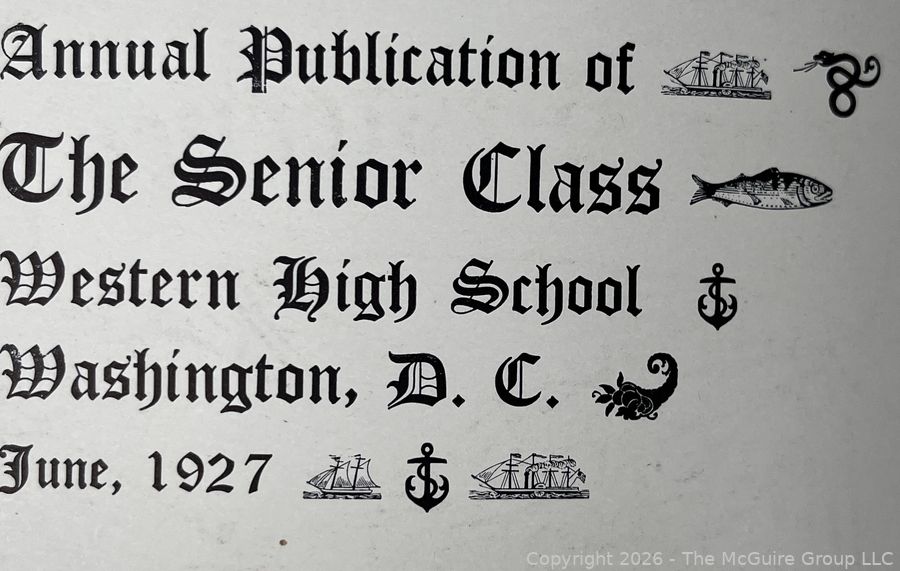 Annual Publication of
The Senior Class
Western High School
Washington, D. C.
June, 1927
Copyright 2026 - The McGuire Group LLC